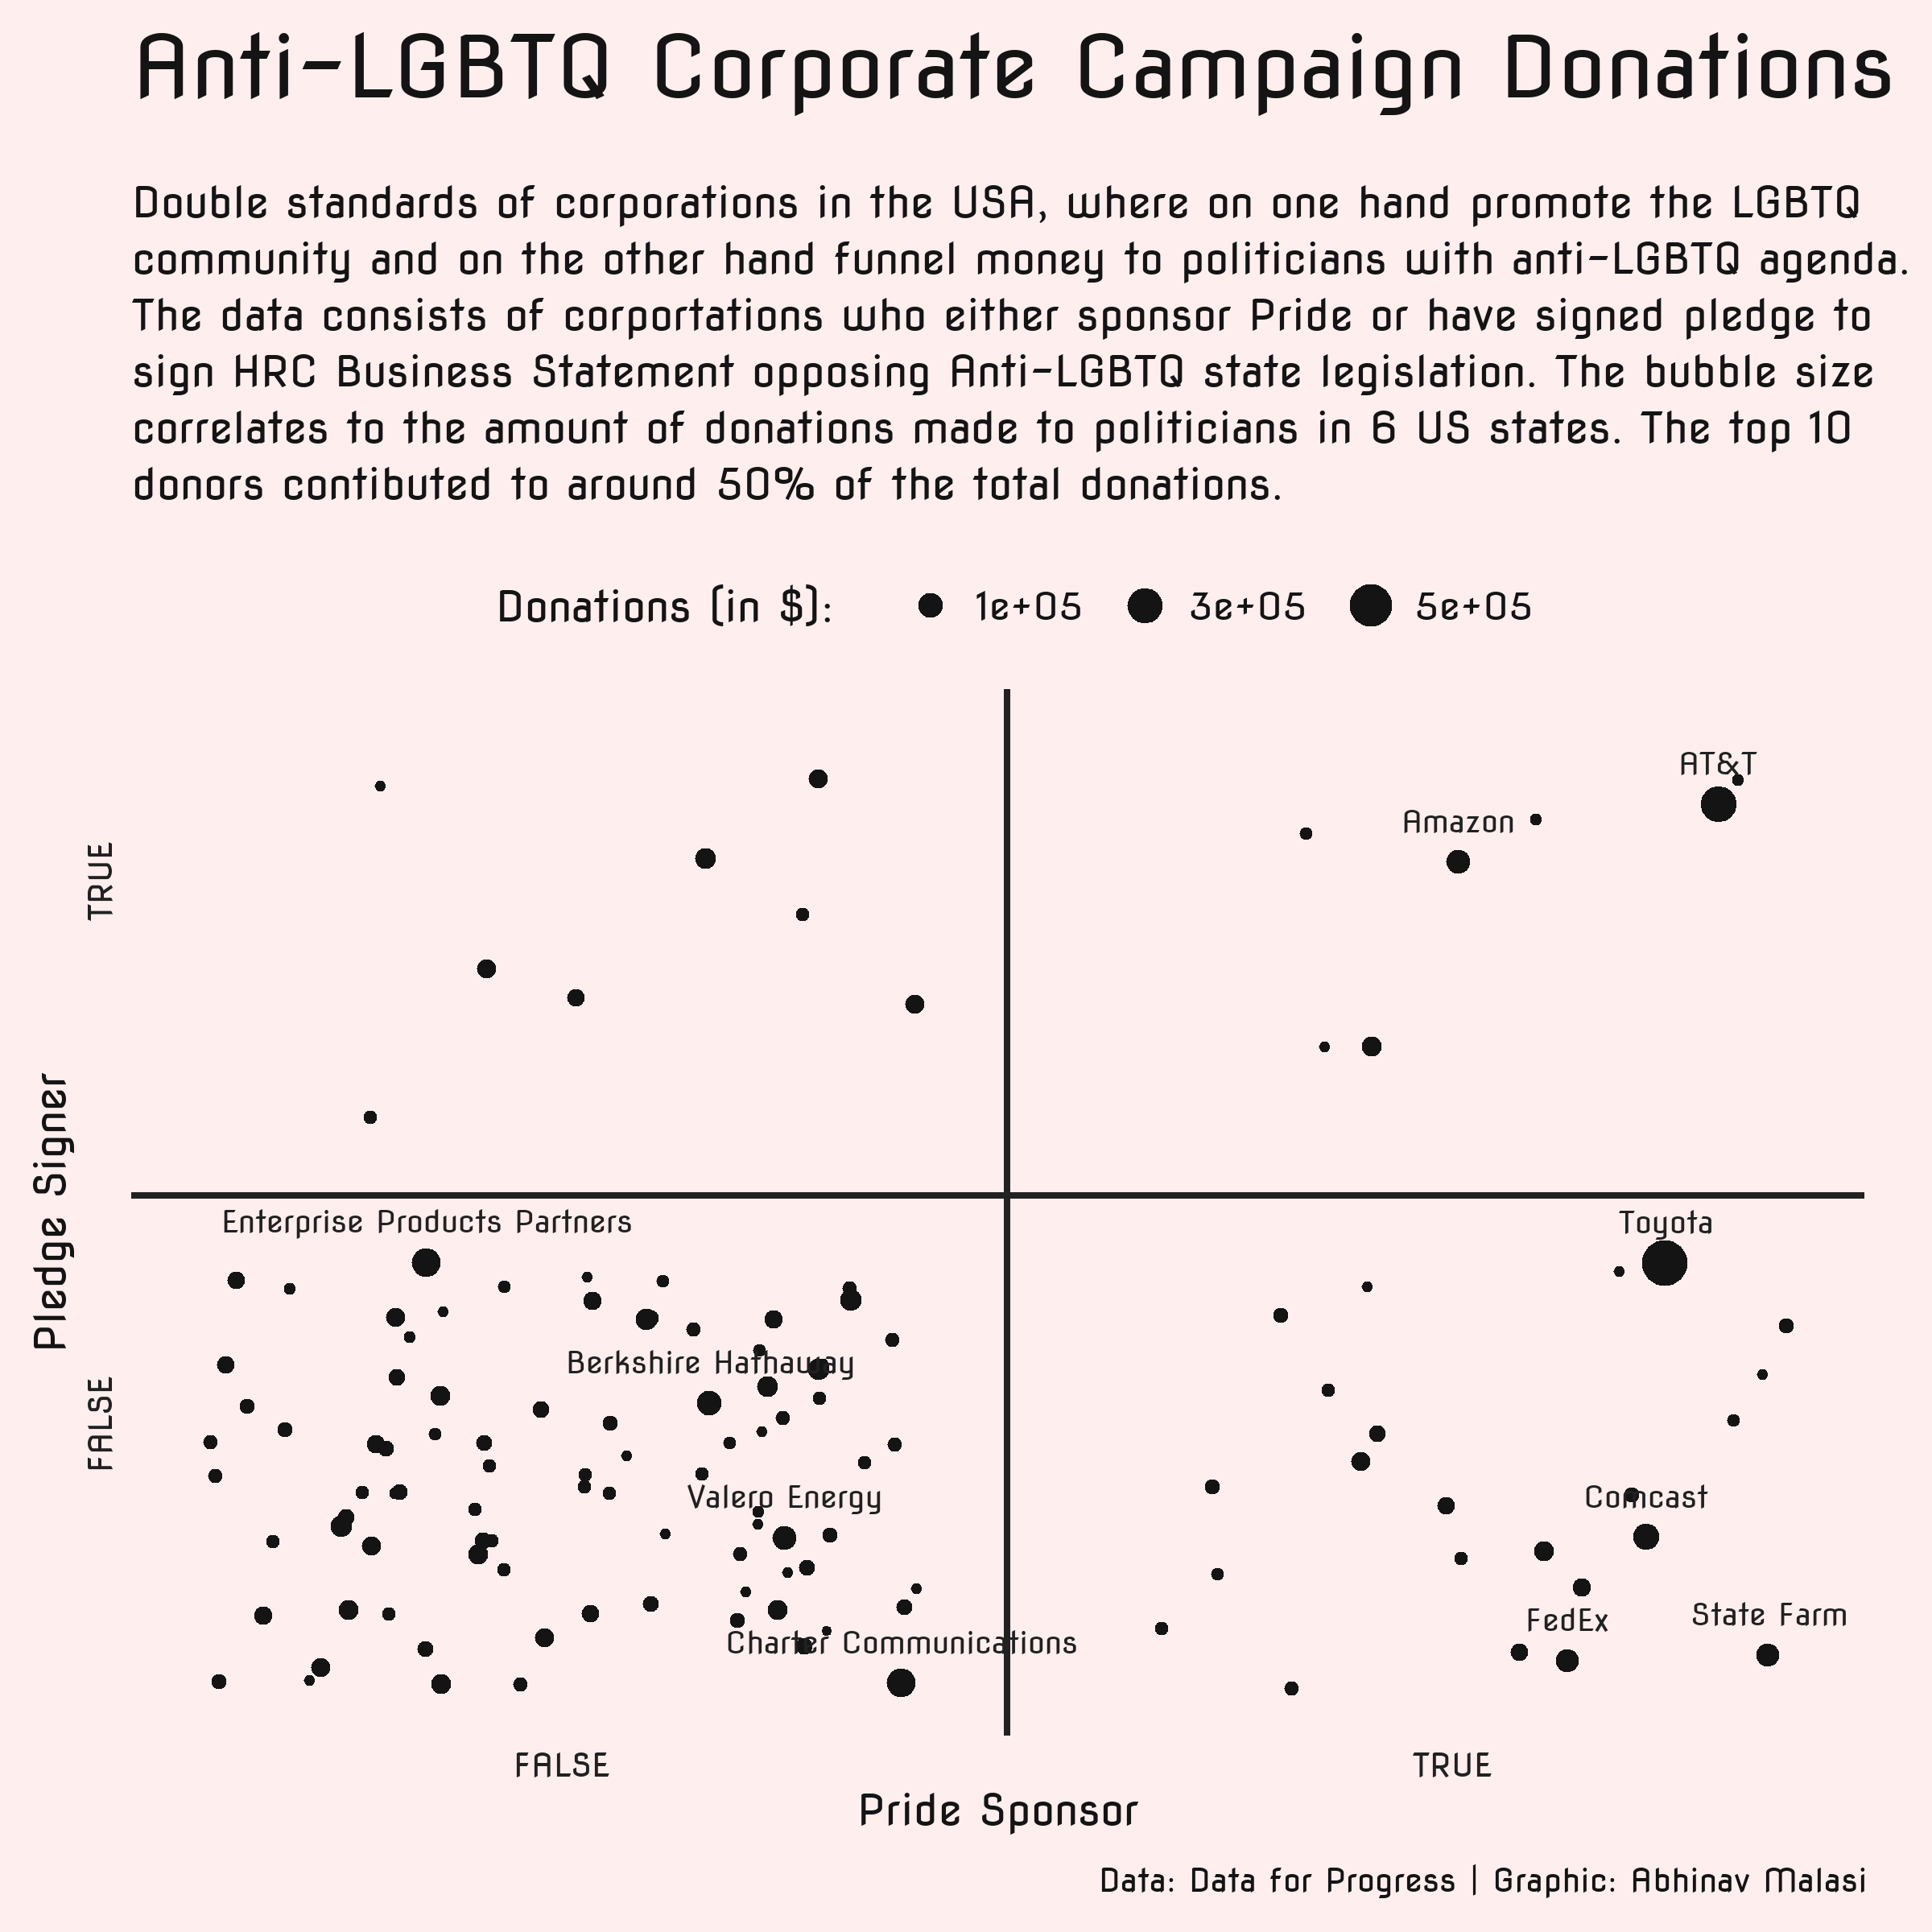 Anti-LGBTQ Corporate Campaign Donations
Double standards of corporations in the USA, where on one hand promote the LGBTQ
community and on the other hand funnel money to politicians with anti-LGBTQ agenda.
The data consists of corportations who either sponsor Pride or have signed pledge to
sign HRC Business Statement opposing Anti-LGBTQ state legislation. The bubble size
correlates to the amount of donations made to politicians in 6 US states. The top 10
donors contibuted to around 50% of the total donations.
Donations (in $): 1e+05 3e+05 5e+05
AT&T
Amazon
TRUE
Pledge Signer
Enterprise Products Partners
Toyota
Berkshire Hathaway
FALSE
Valero Energy
Comcast
FedEx
State Farm
Charter Communications
FALSE TRUE
Pride Sponsor
Data: Data for Progress | Graphic: Abhinav Malasi